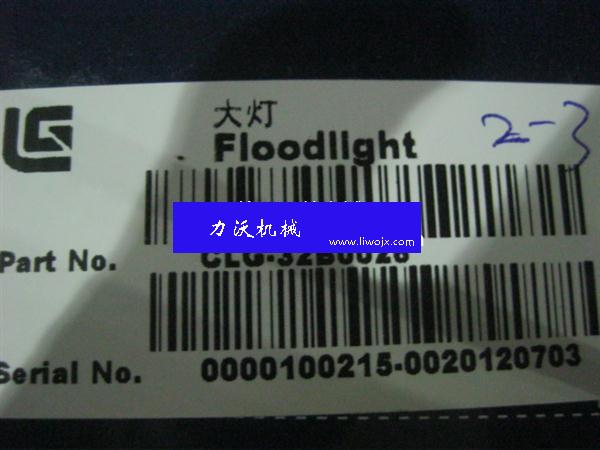 LG
大灯
Floodlight
2-3
力沃机械
www.liwojx.com
Part No. CLG-32B0026
Serial No. 0000100215-0020120703